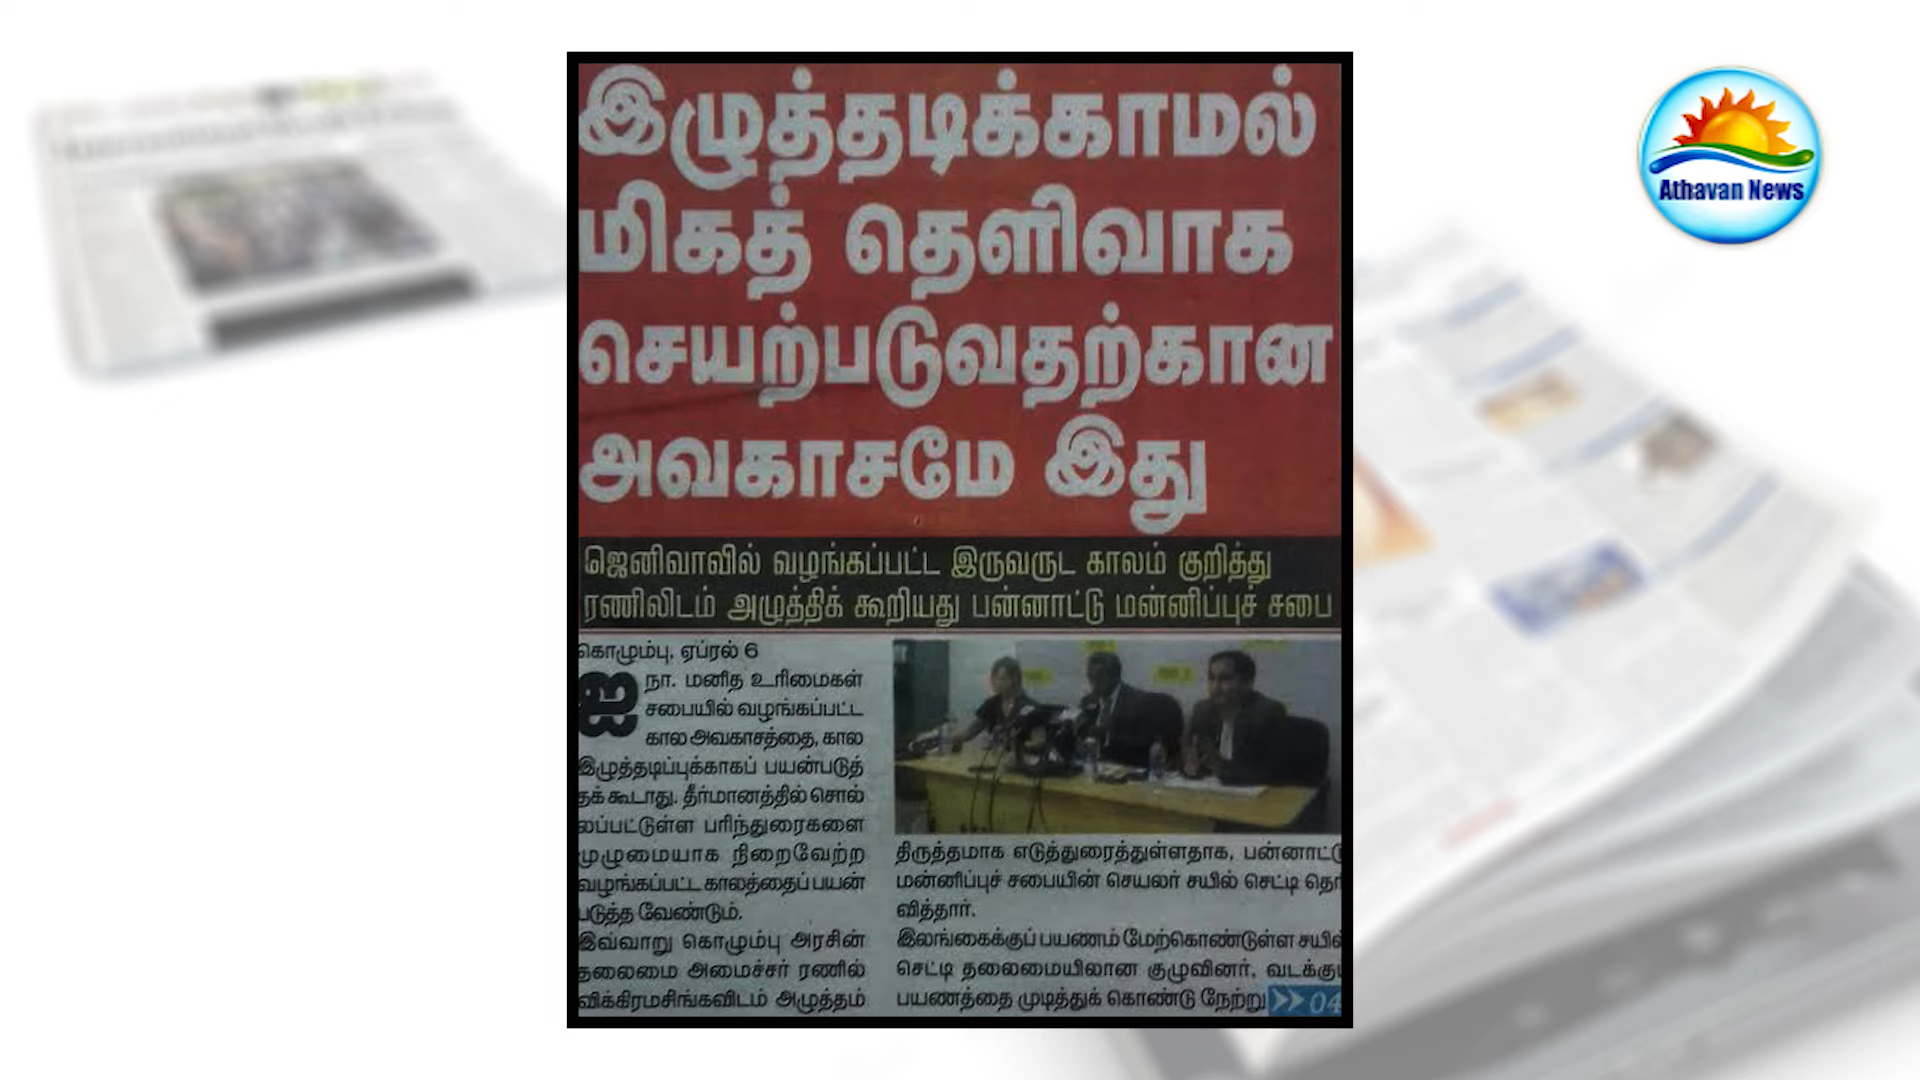 இழுத்தடிக்காமல்
மிகத் தெளிவாக
செயற்படுவதற்கான
அவகாசமே இது
ஜெனிவாவில் வழங்கப்பட்ட இருவருட காலம் குறித்து
ரணிலிடம் அழுத்திக் கூறியது பன்னாட்டு மன்னிப்புச் சபை
கொழும்பு, ஏப்ரல் 6
ஐ நா. மனித உரிமைகள்
சபையில் வழங்கப்பட்ட
கால அவகாசத்தை, கால
இழுத்தடிப்புக்காகப் பயன்படுத்
தக் கூடாது. தீர்மானத்தில் சொல்
லப்பட்டுள்ள பரிந்துரைகளை
முழுமையாக நிறைவேற்ற
வழங்கப்பட்ட காலத்தைப் பயன்
படுத்த வேண்டும்.
இவ்வாறு கொழும்பு அரசின்
தலைமை அமைச்சர் ரணில்
விக்கிரமசிங்கவிடம் அழுத்தம்
திருத்தமாக எடுத்துரைத்துள்ளதாக, பன்னாட்டு
மன்னிப்புச் சபையின் செயலர் சயில் செட்டி தெரி
வித்தார்.
இலங்கைக்குப் பயணம் மேற்கொண்டுள்ள சயில்
செட்டி தலைமையிலான குழுவினர், வடக்குப்
பயணத்தை முடித்துக் கொண்டு நேற்று >> 04
Athavan News